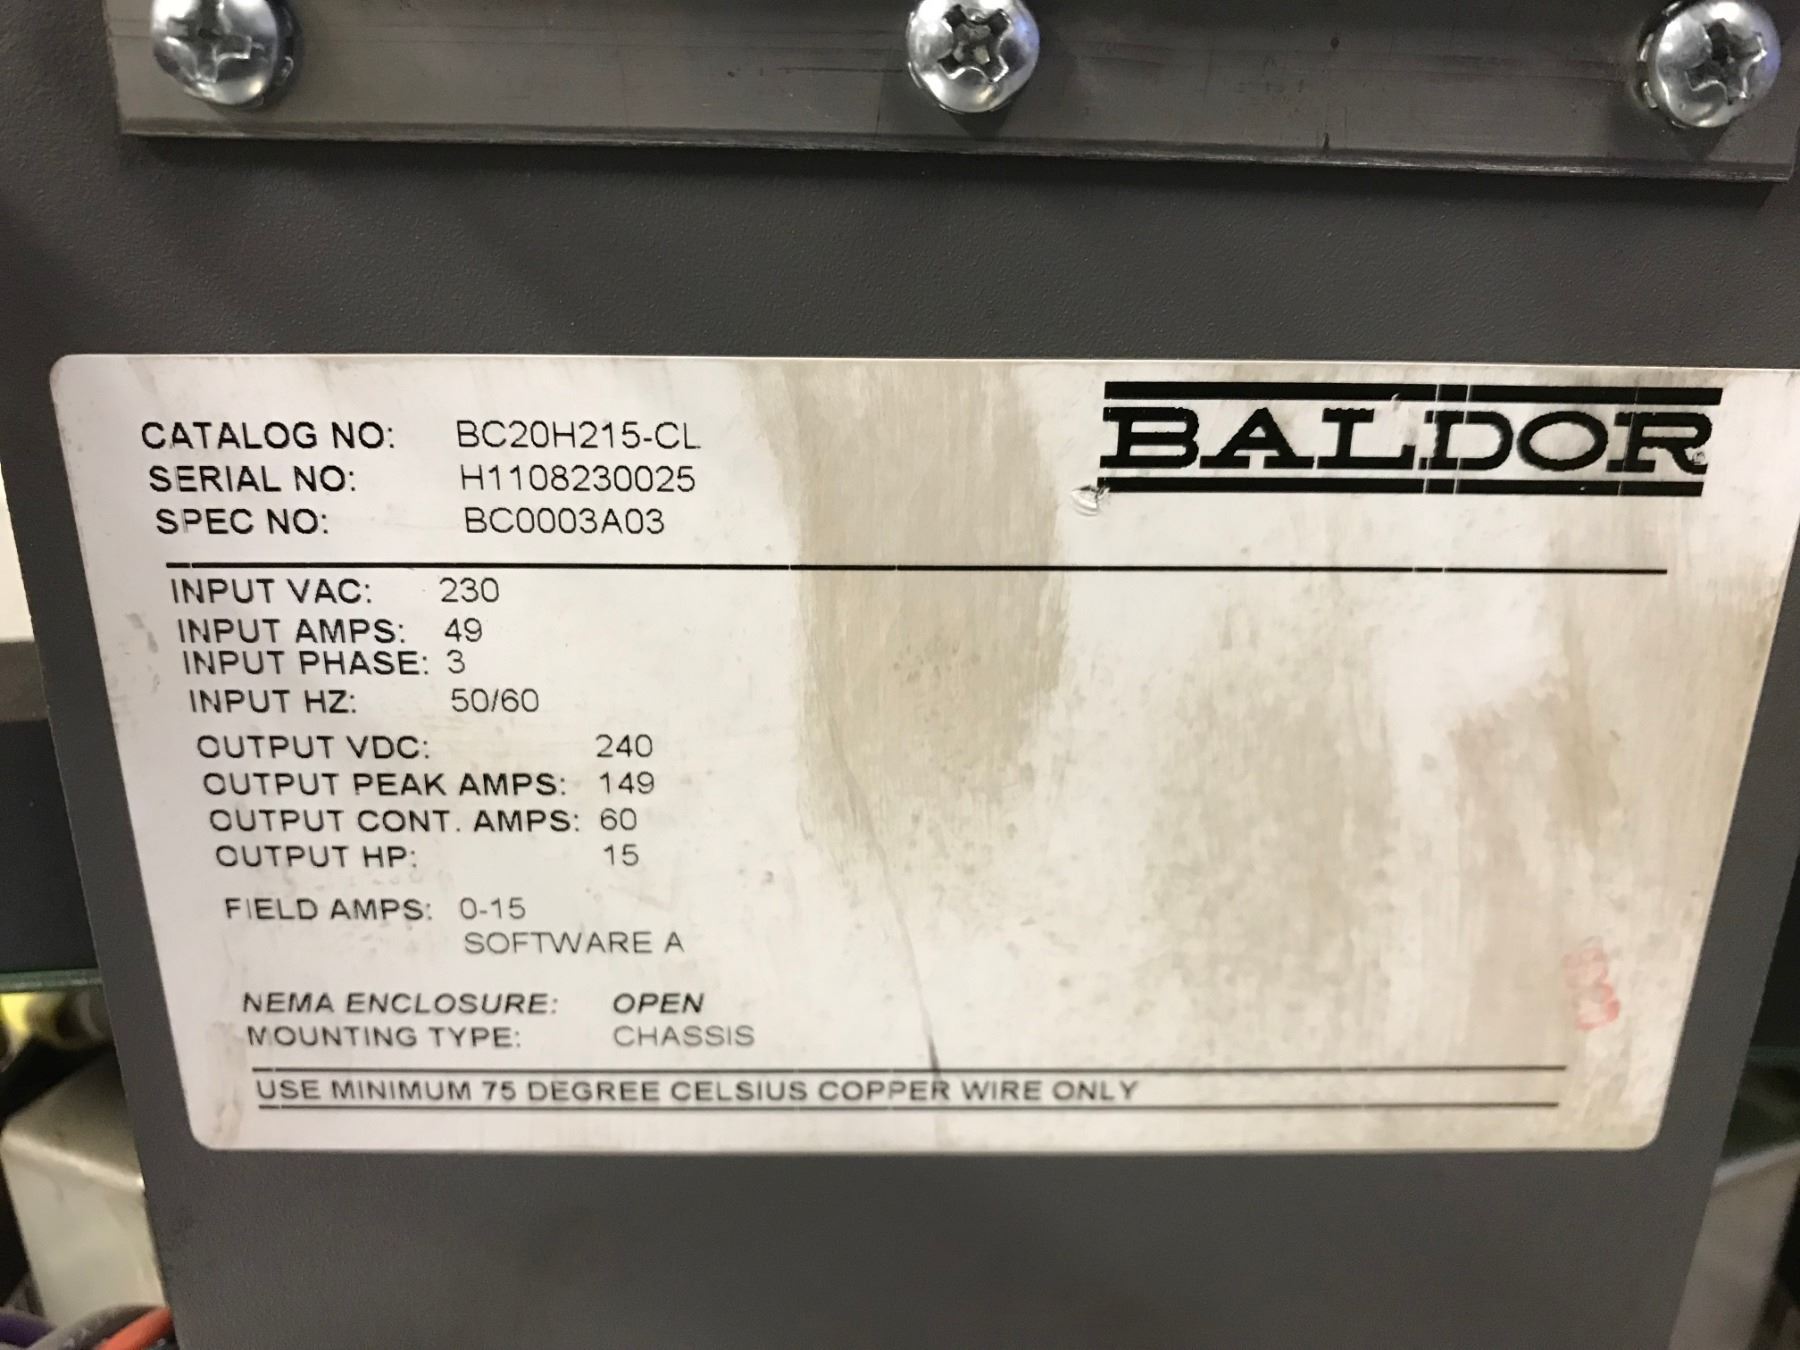 BALDOR
CATALOG NO: BC20H215-CL
SERIAL NO: H1108230025
SPEC NO: BC0003A03
INPUT VAC: 230
INPUT AMPS: 49
INPUT PHASE: 3
INPUT HZ: 50/60
OUTPUT VDC: 240
OUTPUT PEAK AMPS: 149
OUTPUT CONT. AMPS: 60
OUTPUT HP: 15
FIELD AMPS: 0-15
SOFTWARE A
NEMA ENCLOSURE: OPEN
MOUNTING TYPE: CHASSIS
USE MINIMUM 75 DEGREE CELSIUS COPPER WIRE ONLY